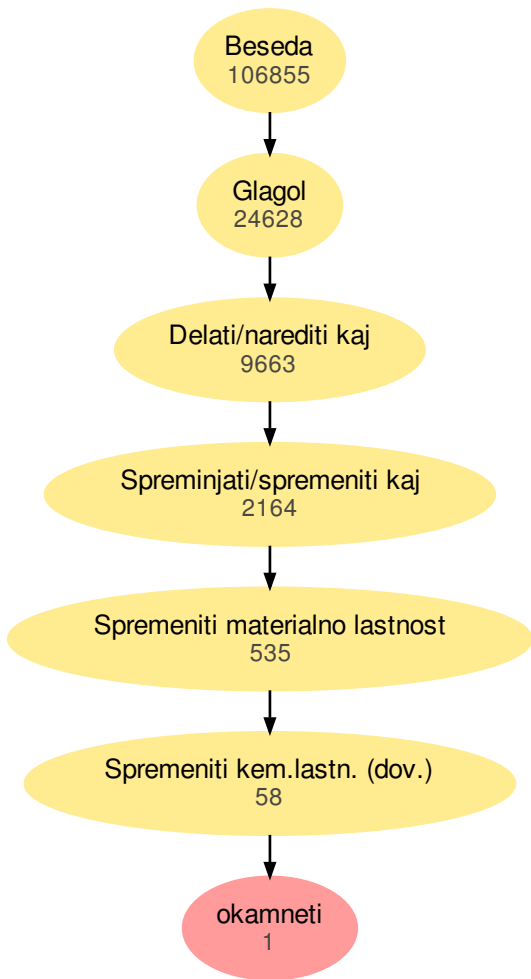 Beseda
106855
Glagol
24628
Delati/narediti kaj
9663
Spreminjati/spremeniti kaj
2164
Spremeniti materialno lastnost
535
Spremeniti kem.lastn. (dov.)
58
okamneti
1